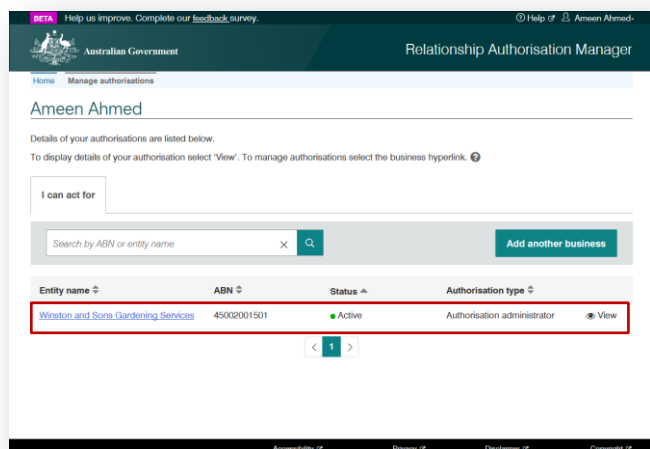 BETA Help us improve. Complete our feedback survey. Help Ameen Ahmed
Australian Government
Relationship Authorisation Manager
Home Manage authorisations
Ameen Ahmed
Details of your authorisations are listed below.
To display details of your authorisation select 'View'. To manage authorisations select the business hyperlink. ?
I can act for
Search by ABN or entity name ×
Add another business
Entity name ABN Status Authorisation type
Winston and Sons Gardening Services 45002001501 Active Authorisation administrator View
< 1 >
Accessibility Privacy Disclaimer Copyright